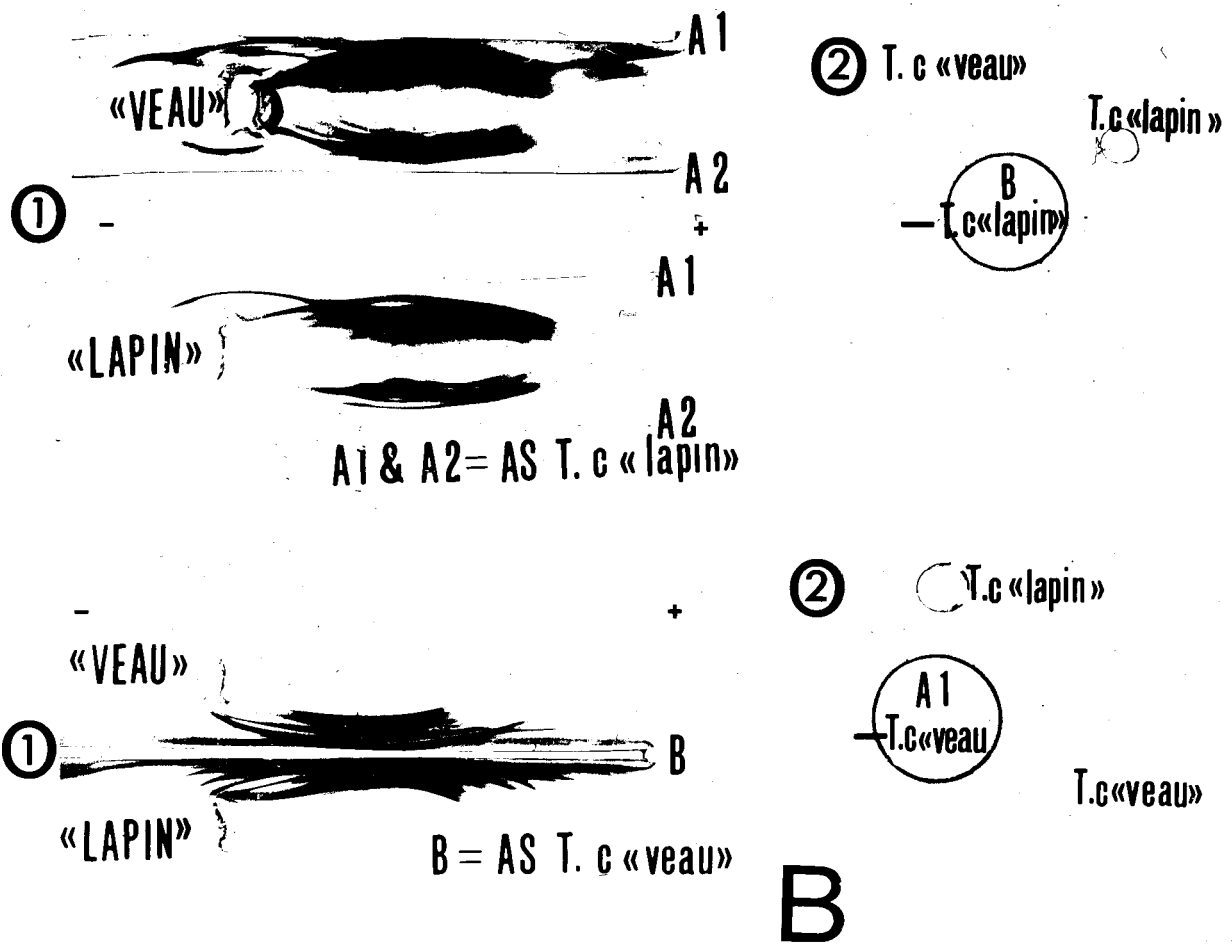 A1
② T. c «veau»
«VEAU»
T.c «lapin»
A2
B
— T.c «lapin»
① - +
A1
«LAPIN»
A2
A1 & A2 = AS T. c «lapin»
② T.c «lapin»
- +
«VEAU»
A1
— T.c «veau
① B
T.c «veau»
«LAPIN»
B = AS T. c «veau»
B